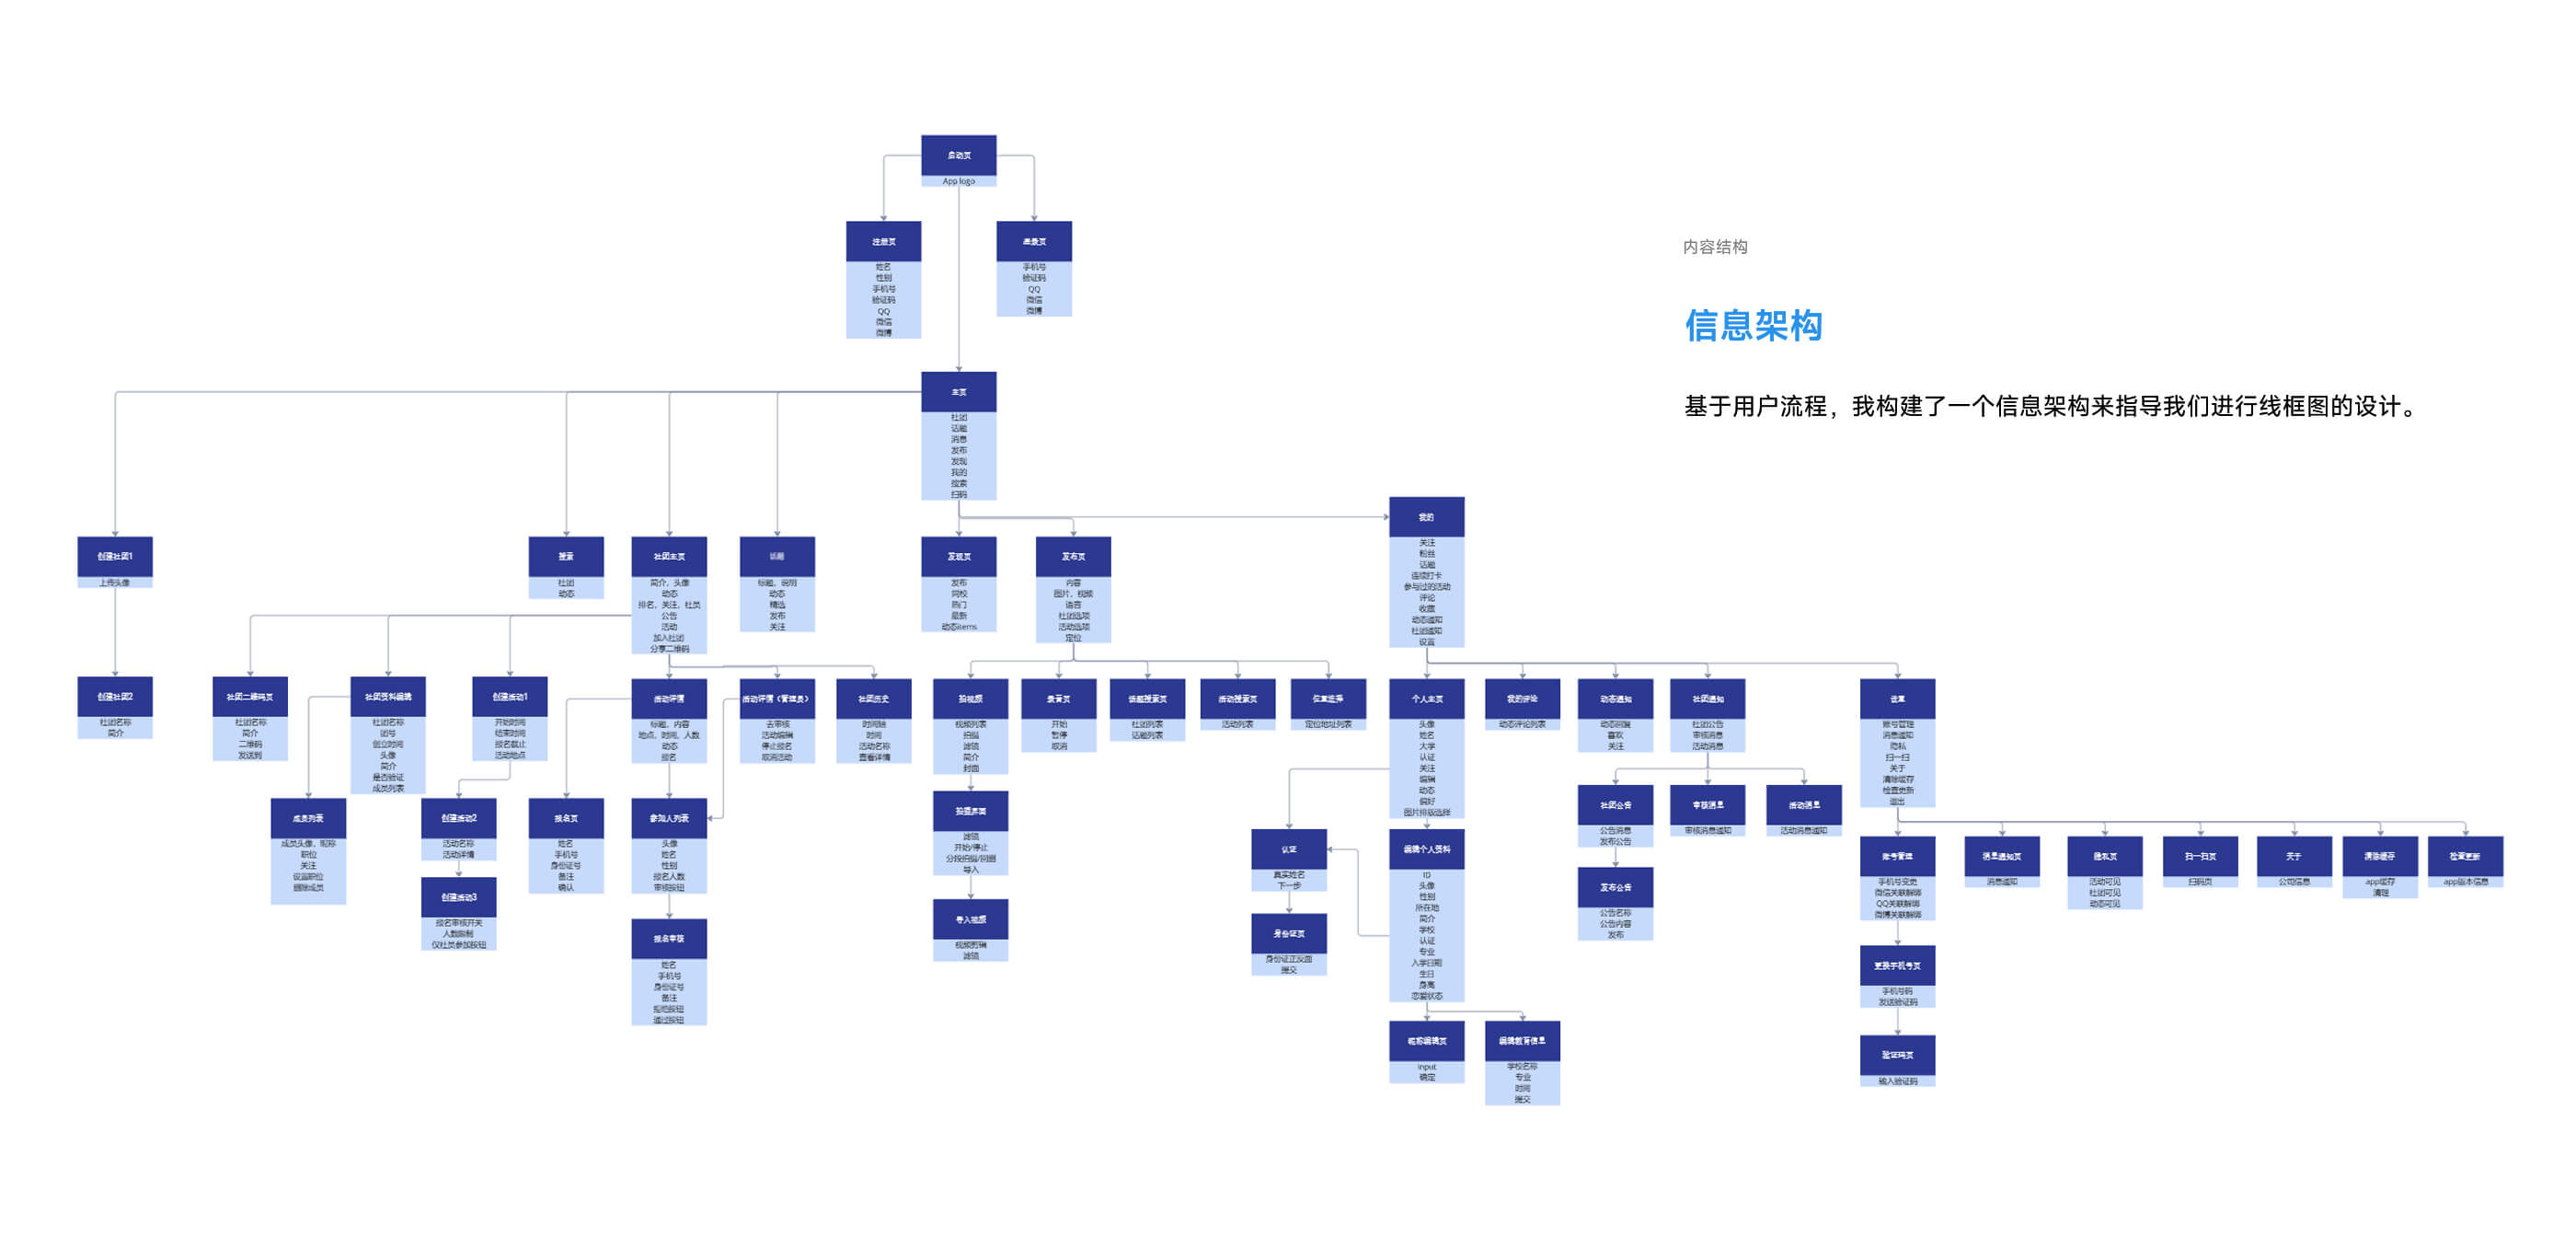 启动页
App logo
注册页
姓名
性别
手机号
验证码
QQ
微信
微博
登录页
手机号
验证码
QQ
微信
微博
内容结构
信息架构
基于用户流程，我构建了一个信息架构来指导我们进行线框图的设计。
主页
社团
话题
消息
发布
发现
我的
搜索
扫码
创建社团1
上传头像
搜索
社团
动态
社团主页
简介、头像
动态
排名、关注、社员
公告
活动
加入社团
分享二维码
话题
标题、说明
动态
精选
发布
关注
发现页
发布
同校
热门
最新
动态items
发布页
内容
图片、视频
语音
社团选项
活动选项
定位
我的
关注
粉丝
话题
连续打卡
参与过的活动
评论
收藏
动态通知
社团通知
设置
创建社团2
社团名称
简介
社团二维码页
社团名称
简介
二维码
发送到
社团资料编辑
社团名称
团号
创立时间
头像
简介
是否验证
成员列表
创建活动1
开始时间
结束时间
报名截止
活动地点
活动详情
标题、内容
地点、时间、人数
动态
报名
活动详情（管理员）
去审核
活动编辑
停止报名
取消活动
社团历史
时间轴
时间
活动名称
查看详情
拍视频
视频列表
拍摄
滤镜
简介
封面
录音页
开始
暂停
取消
话题搜索页
社团列表
话题列表
活动搜索页
活动列表
位置选择
定位地址列表
个人主页
头像
姓名
大学
认证
关注
编辑
动态
偏好
图片排版选择
我的评论
动态评论列表
动态通知
动态回复
喜欢
关注
社团通知
社团公告
审核消息
活动消息
设置
账号管理
消息通知
隐私
扫一扫
关于
清除缓存
检查更新
退出
成员列表
成员头像、昵称
职位
关注
设置职位
删除成员
创建活动2
活动名称
活动详情
创建活动3
报名审核开关
人数限制
仅社员参加按钮
报名页
姓名
手机号
身份证号
备注
确认
参加人列表
头像
姓名
性别
报名人数
审核按钮
报名审核
姓名
手机号
身份证号
备注
拒绝按钮
通过按钮
拍摄界面
滤镜
开始/停止
分段拍摄/回删
导入
导入视频
视频剪辑
滤镜
认证
真实姓名
下一步
身份证页
身份证正反面
提交
编辑个人资料
ID
头像
性别
所在地
简介
学校
认证
专业
入学日期
生日
身高
恋爱状态
昵称编辑页
input
确定
编辑教育信息
学校名称
专业
时间
提交
社团公告
公告消息
发布公告
发布公告
公告名称
公告内容
发布
审核消息
审核消息通知
活动消息
活动消息通知
账号管理
手机号变更
微信关联解绑
QQ关联解绑
微博关联解绑
更换手机号页
手机号码
发送验证码
验证码页
输入验证码
消息通知页
消息通知
隐私页
活动可见
社团可见
动态可见
扫一扫页
扫码页
关于
公司信息
清除缓存
app缓存
清理
检查更新
app版本信息